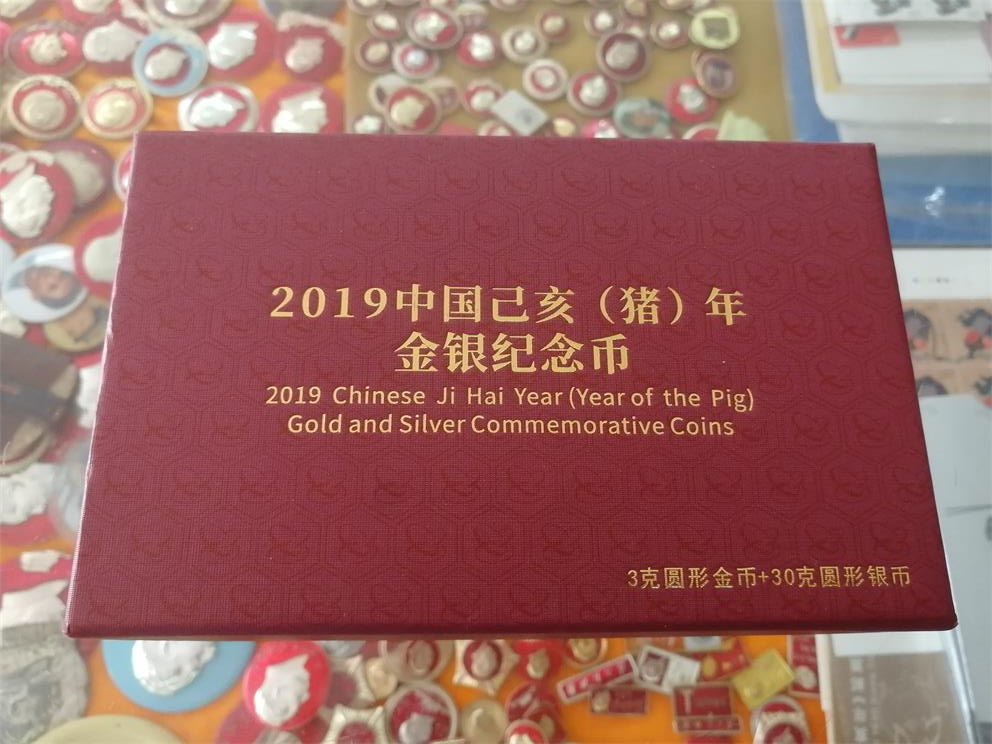 2019中国己亥（猪）年
金银纪念币
2019 Chinese Ji Hai Year (Year of the Pig)
Gold and Silver Commemorative Coins
3克圆形金币+30克圆形银币